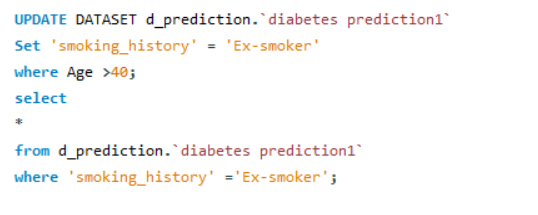 UPDATE DATASET d_prediction.`diabetes prediction1`
Set 'smoking_history' = 'Ex-smoker'
where Age >40;
select
*
from d_prediction.`diabetes prediction1`
where 'smoking_history' ='Ex-smoker';